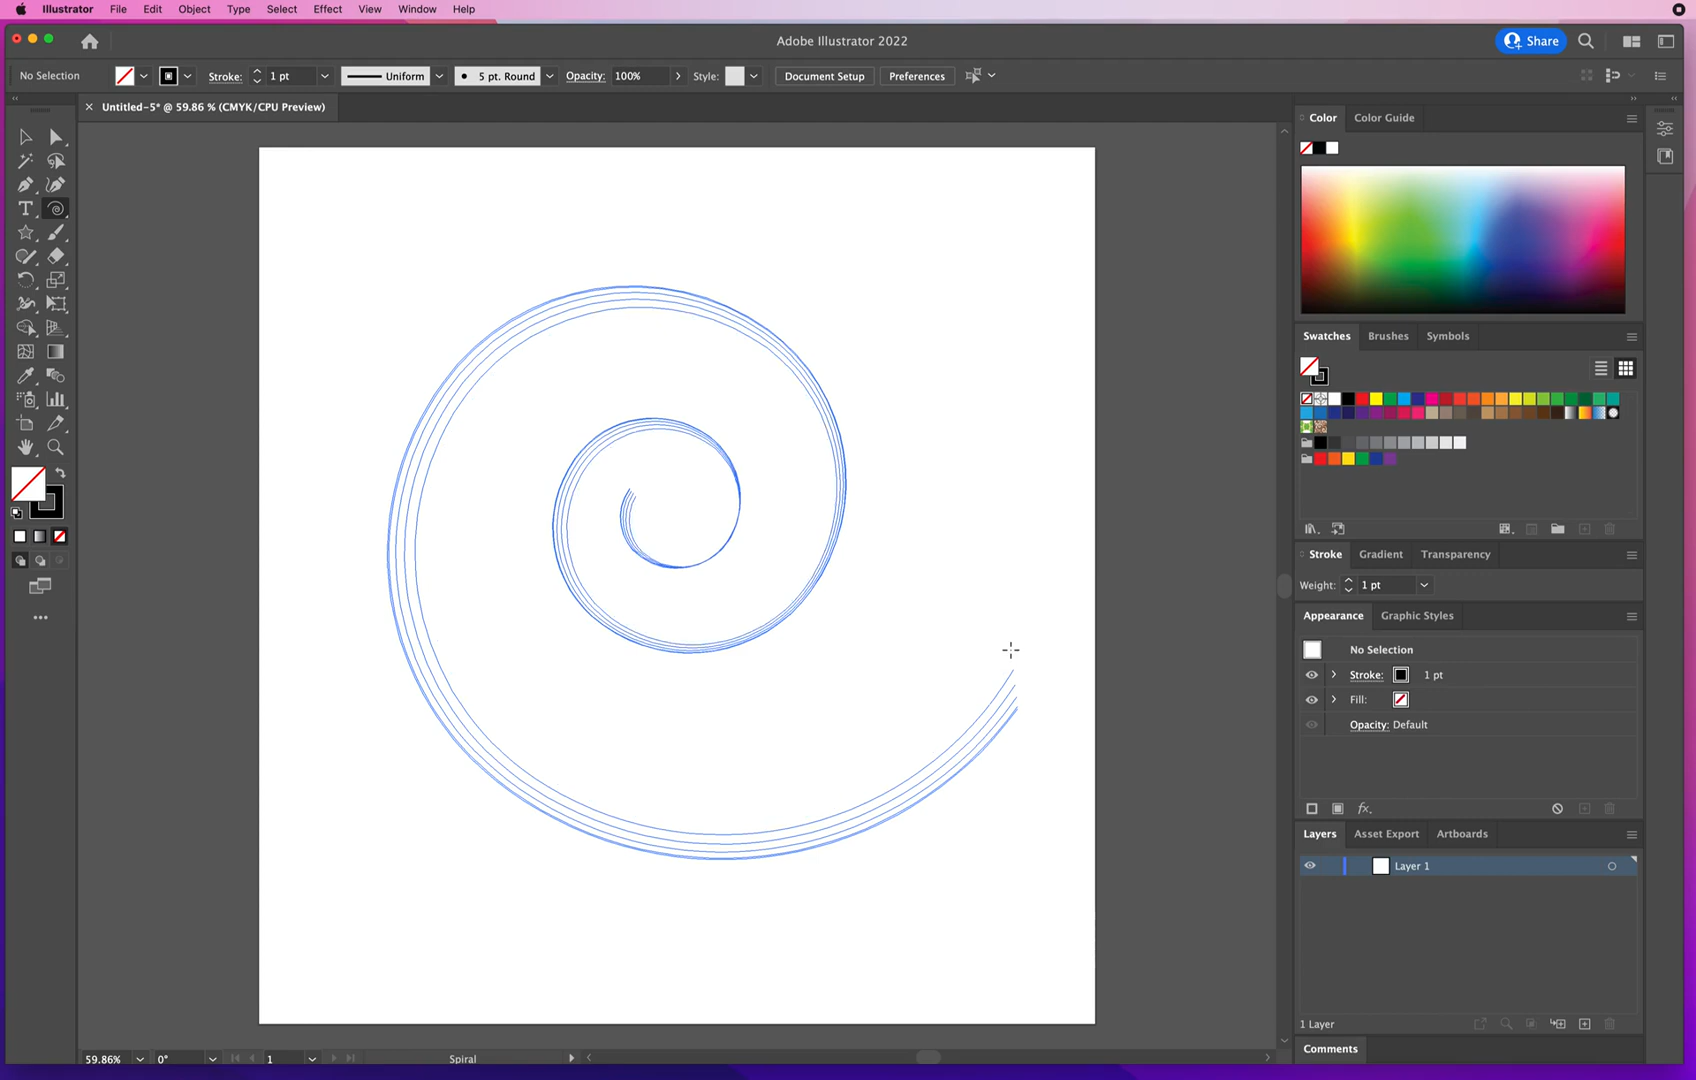 Illustrator File Edit Object Type Select Effect View Window Help
Adobe Illustrator 2022
Share
No Selection Stroke: 1 pt Uniform 5 pt. Round Opacity: 100% Style: Document Setup Preferences
Untitled-5* @ 59.86 % (CMYK/CPU Preview)
Color Color Guide
Swatches Brushes Symbols
Stroke Gradient Transparency
Weight: 1 pt
Appearance Graphic Styles
No Selection
Stroke: 1 pt
Fill:
Opacity: Default
fx.
Layers Asset Export Artboards
Layer 1
1 Layer
Comments
59.86% 0° 1 Spiral